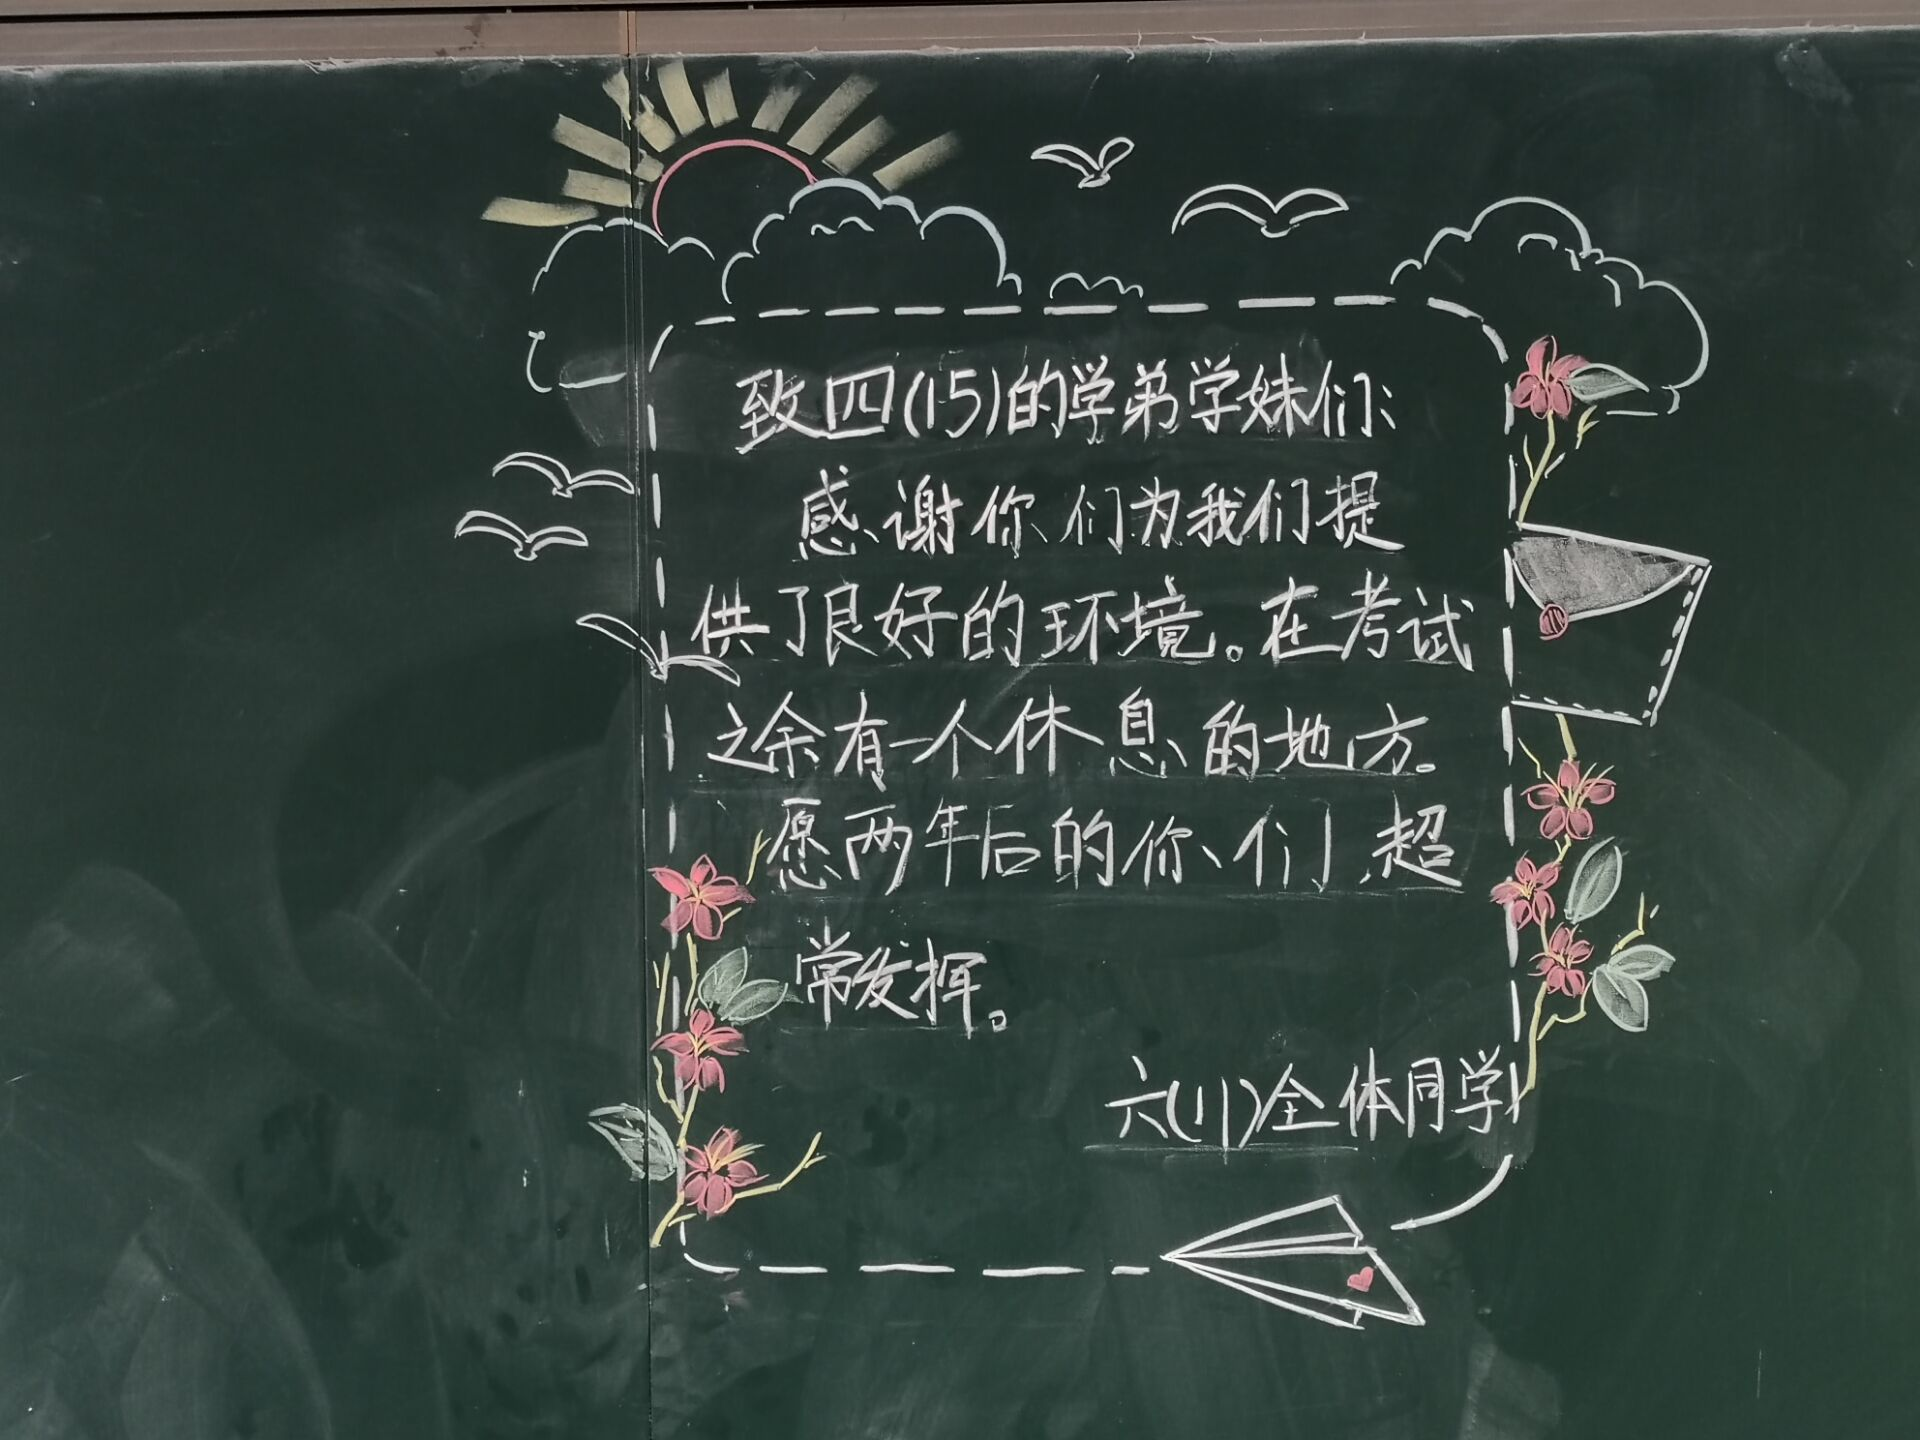 致四(15)的学弟学妹们:
感谢你们为我们提
供了良好的环境。在考试
之余有一个休息的地方。
愿两年后的你们,超
常发挥。
六(11)全体同学